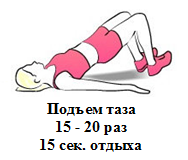 Подъем таза
15 - 20 раз
15 сек. отдыха